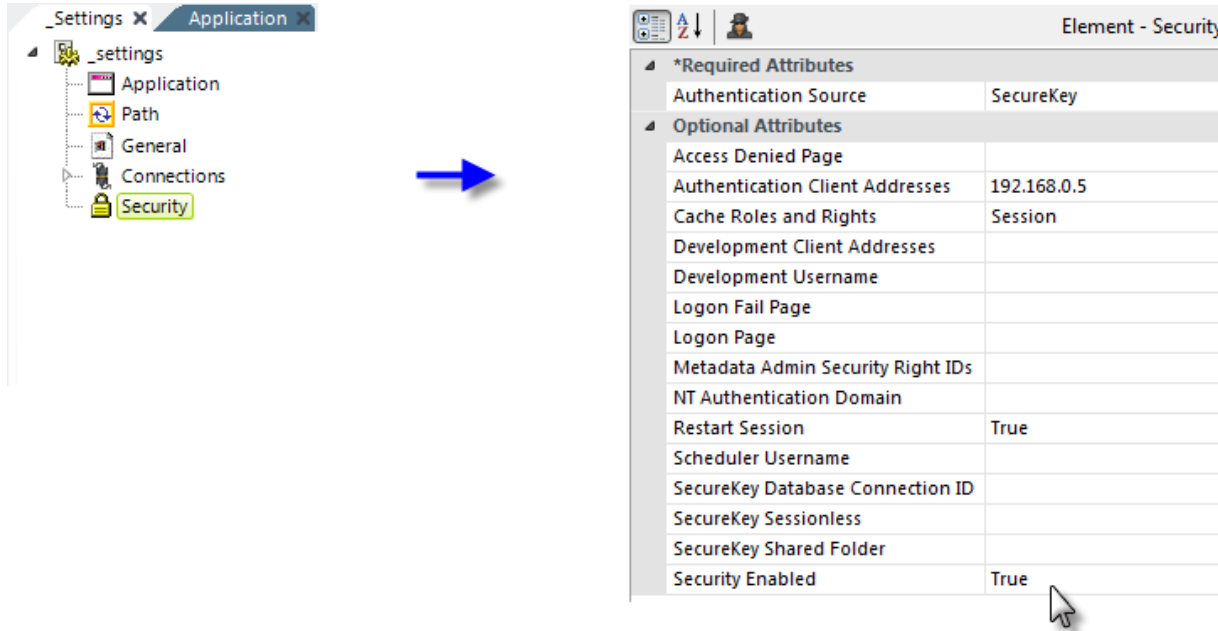 _Settings Application
_settings
Application
Path
General
Connections
Security
Element - Security
*Required Attributes
Authentication Source SecureKey
Optional Attributes
Access Denied Page
Authentication Client Addresses 192.168.0.5
Cache Roles and Rights Session
Development Client Addresses
Development Username
Logon Fail Page
Logon Page
Metadata Admin Security Right IDs
NT Authentication Domain
Restart Session True
Scheduler Username
SecureKey Database Connection ID
SecureKey Sessionless
SecureKey Shared Folder
Security Enabled True